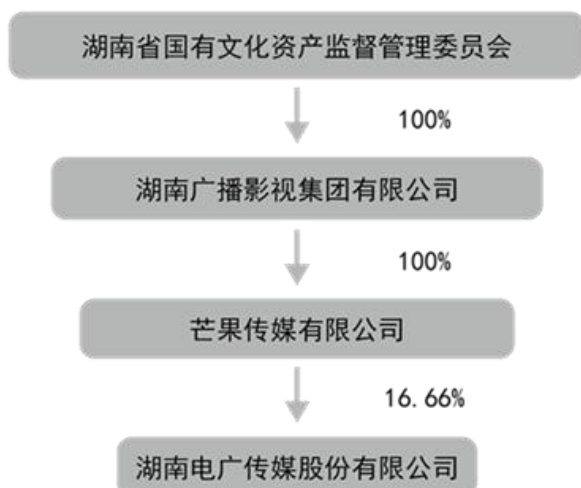 湖南省国有文化资产监督管理委员会
100%
湖南广播影视集团有限公司
100%
芒果传媒有限公司
16.66%
湖南电广传媒股份有限公司